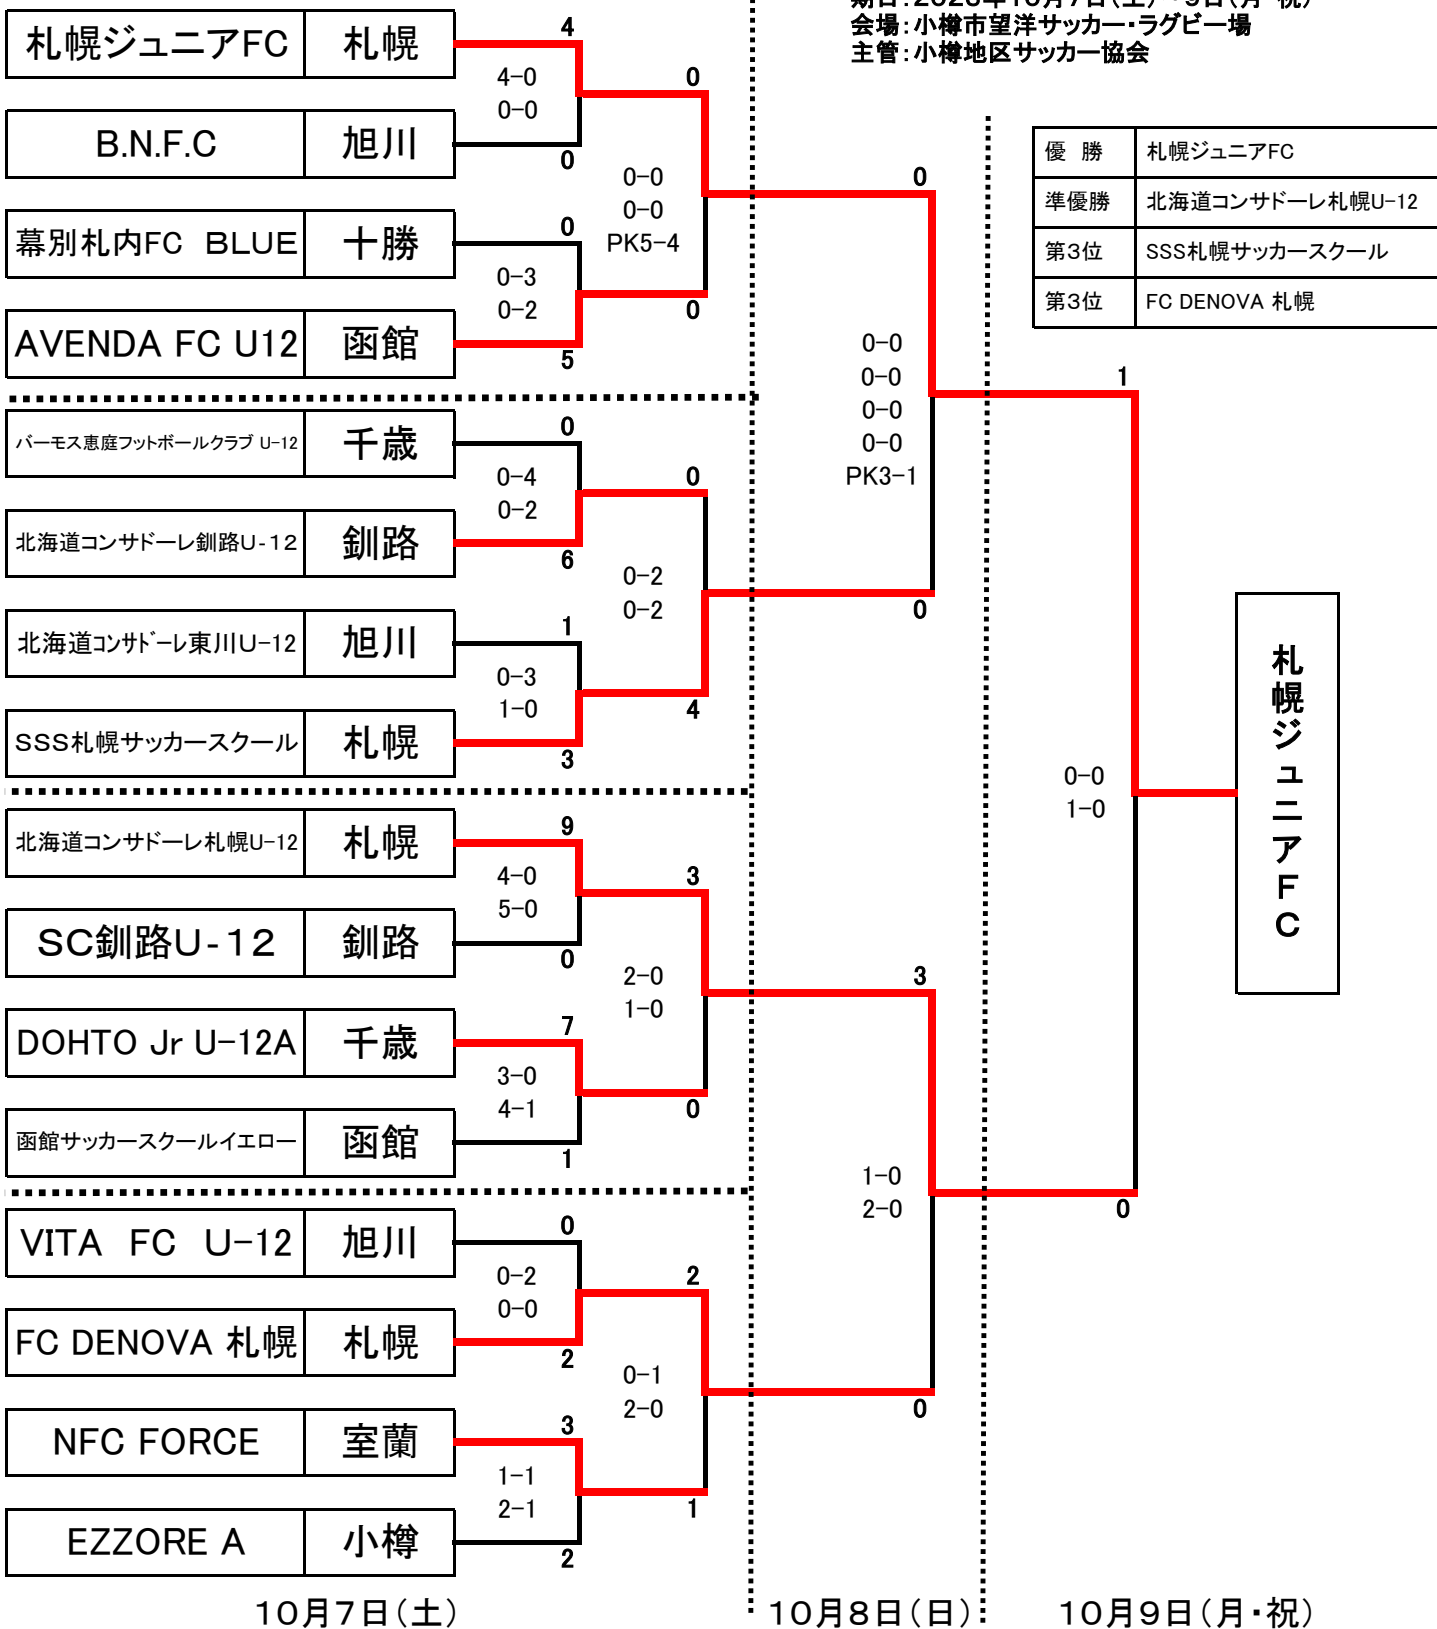 期日：2023年10月7日（土）～9日（月・祝）
会場：小樽市望洋サッカー・ラグビー場
主管：小樽地区サッカー協会
優　勝 札幌ジュニアFC
準優勝 北海道コンサドーレ札幌U-12
第3位 SSS札幌サッカースクール
第3位 FC DENOVA 札幌
札幌ジュニアFC 札幌
4
4-0
0-0
B.N.F.C 旭川
0
0
0-0
0-0
PK5-4
幕別札内FC　BLUE 十勝
0
0-3
0-2
AVENDA FC U12 函館
5
0
0
0-0
0-0
0-0
0-0
PK3-1
バーモス恵庭フットボールクラブ U-12 千歳
0
0-4
0-2
北海道コンサドーレ釧路U-12 釧路
6
0
0-2
0-2
北海道コンサドーレ東川U-12 旭川
1
0-3
1-0
SSS札幌サッカースクール 札幌
3
4
0
1
0-0
1-0
札幌ジュニアFC
北海道コンサドーレ札幌U-12 札幌
9
4-0
5-0
SC釧路U-12 釧路
0
3
2-0
1-0
DOHTO Jr U-12A 千歳
7
3-0
4-1
函館サッカースクールイエロー 函館
1
0
3
1-0
2-0
0
VITA　FC　U-12 旭川
0
0-2
0-0
FC DENOVA 札幌 札幌
2
2
0-1
2-0
NFC FORCE 室蘭
3
1-1
2-1
EZZORE A 小樽
2
1
0
10月7日（土）
10月8日（日）
10月9日（月・祝）